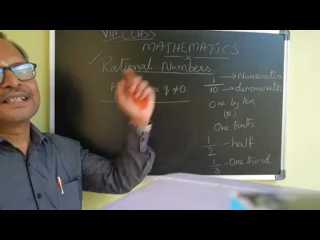 VIII CLASS
MATHEMATICS
✓ Rational Numbers
P q ≠0
1/10 → Numerator
→ denominator
One by ten
(or)
One tenth
1/2 - half
1/3 - One third